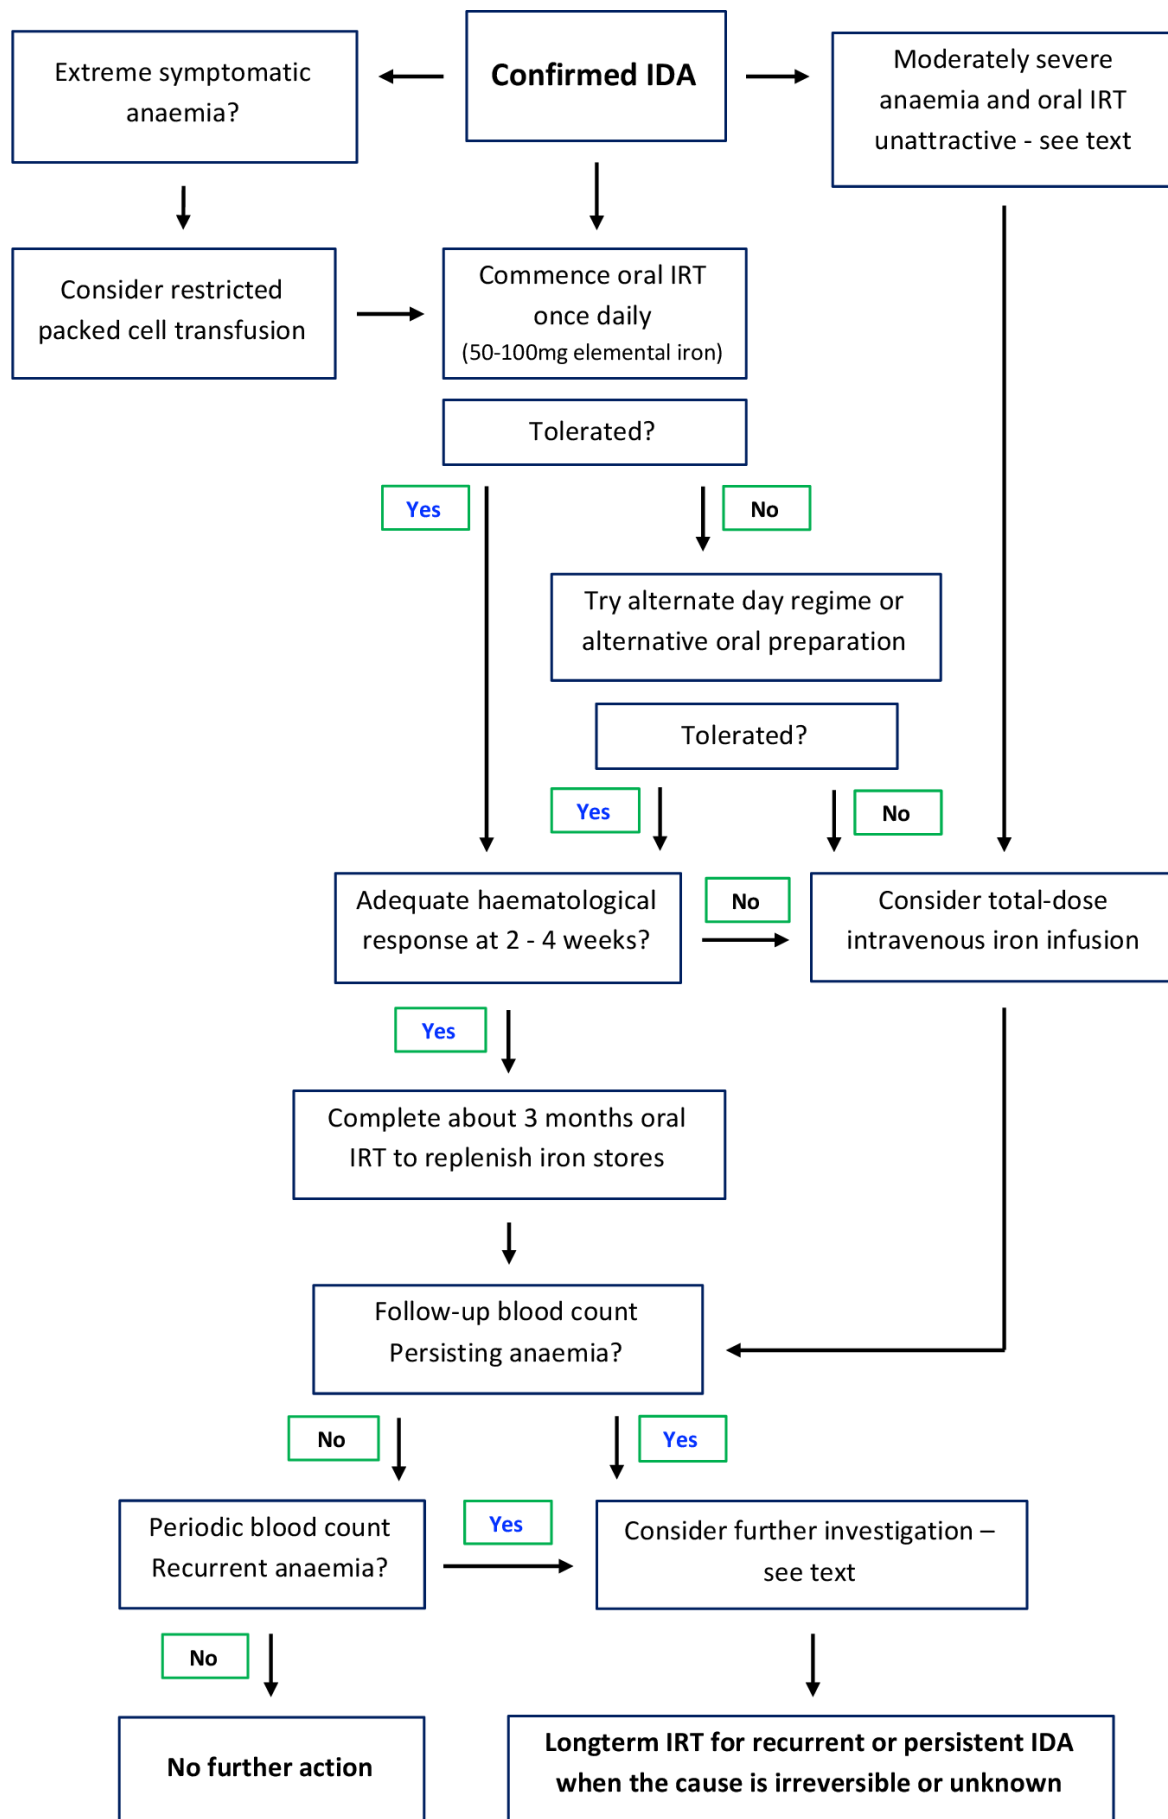 Confirmed IDA
Extreme symptomatic
anaemia?
Moderately severe
anaemia and oral IRT
unattractive - see text
Consider restricted
packed cell transfusion
Commence oral IRT
once daily
(50-100mg elemental iron)
Tolerated?
Yes
No
Try alternate day regime or
alternative oral preparation
Tolerated?
Yes
No
Adequate haematological
response at 2 - 4 weeks?
No
Consider total-dose
intravenous iron infusion
Yes
Complete about 3 months oral
IRT to replenish iron stores
Follow-up blood count
Persisting anaemia?
No
Yes
Periodic blood count
Recurrent anaemia?
Yes
Consider further investigation –
see text
No
No further action
Longterm IRT for recurrent or persistent IDA
when the cause is irreversible or unknown